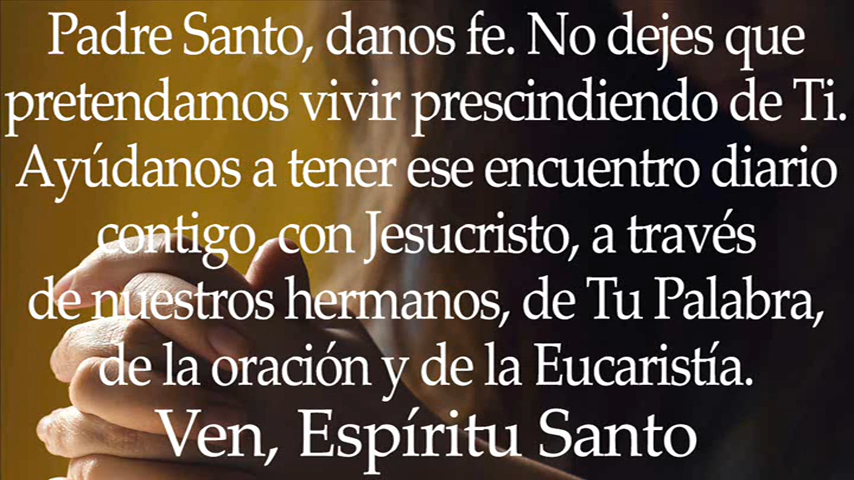 Padre Santo, danos fe. No dejes que
pretendamos vivir prescindiendo de Ti.
Ayúdanos a tener ese encuentro diario
contigo, con Jesucristo, a través
de nuestros hermanos, de Tu Palabra,
de la oración y de la Eucaristía.
Ven, Espíritu Santo